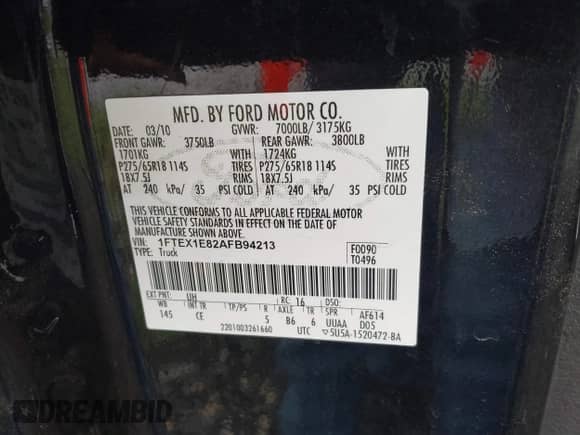 MFD. BY FORD MOTOR CO.
DATE: 03/10 GVWR: 7000LB/ 3175KG
FRONT GAWR: 3750LB REAR GAWR: 3800LB
1701KG 1724KG
P275/65R18 114S TIRES P275/65R18 114S TIRES
18X7.5J RIMS 18X7.5J RIMS
AT 240 kPa/ 35 PSI COLD AT 240 kPa/ 35 PSI COLD
THIS VEHICLE CONFORMS TO ALL APPLICABLE FEDERAL MOTOR
VEHICLE SAFETY STANDARDS IN EFFECT ON THE DATE OF
MANUFACTURE SHOWN ABOVE.
VIN: 1FTEX1E82AFB94213 F0090
TYPE: Truck T0496
EXT PNT: UH RC: 16 DSO:
WB INT TR TP/PS R AXLE TR SPR AF614
145 CE 5 B6 6 UUAA D05
2201003261660 UTC ▽5U5A-1520472-BA
DREAMBID